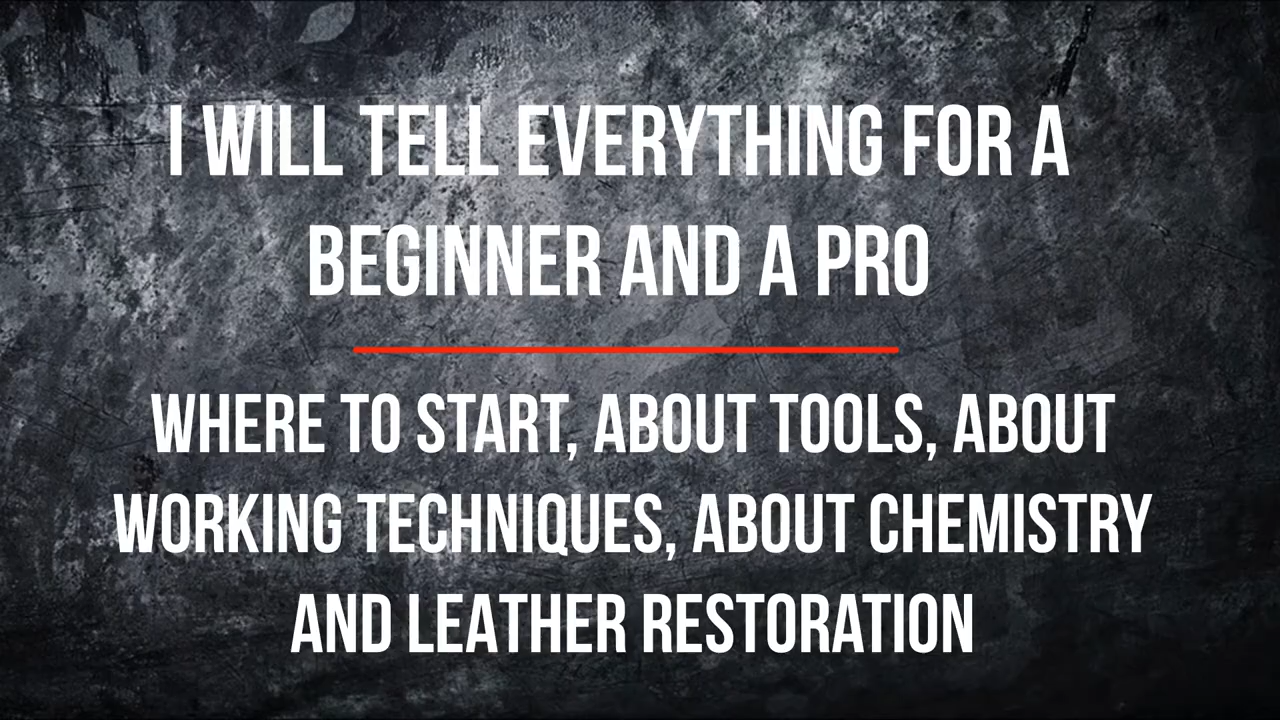 I WILL TELL EVERYTHING FOR A
BEGINNER AND A PRO
WHERE TO START, ABOUT TOOLS, ABOUT
WORKING TECHNIQUES, ABOUT CHEMISTRY
AND LEATHER RESTORATION